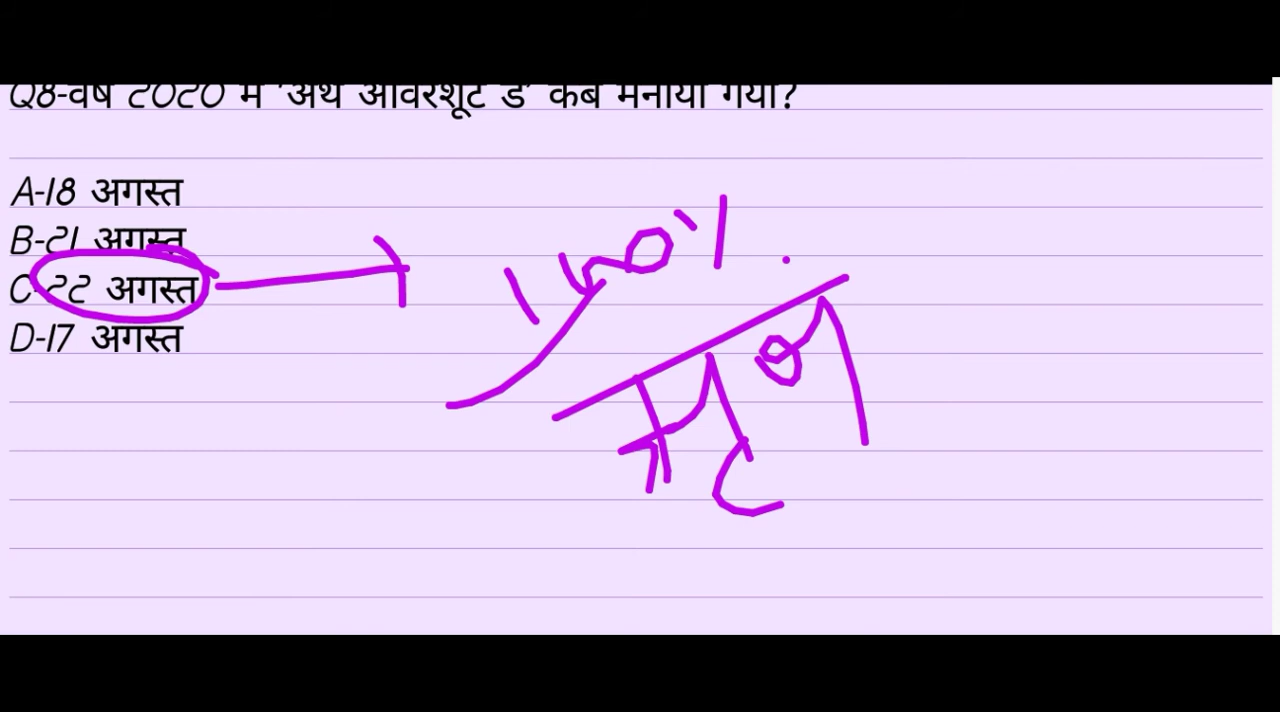 Q8-वर्ष 2020 में 'अर्थ ओवरशूट डे' कब मनाया गया?
A-18 अगस्त
B-21 अगस्त
C-22 अगस्त
D-17 अगस्त